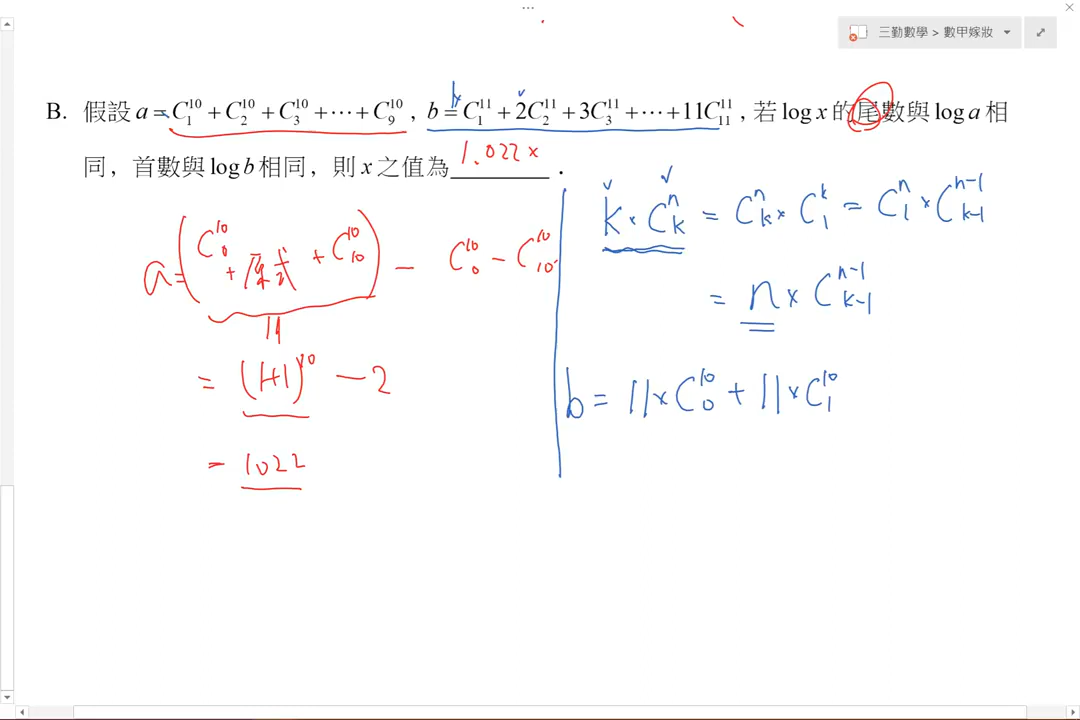 三勤數學 > 數甲嫁妝
B. 假設 a = C₁¹⁰ + C₂¹⁰ + C₃¹⁰ + ⋯ + C₉¹⁰ , b = C₁¹¹ + 2C₂¹¹ + 3C₃¹¹ + ⋯ + 11C₁₁¹¹ , 若 log x 的尾數與 log a 相
同, 首數與 log b 相同, 則 x 之值為 1.022 x .
a = ( C₀¹⁰ + 原式 + C₁₀¹⁰ ) − C₀¹⁰ − C₁₀¹⁰
= (1+1)¹⁰ − 2
= 1022
k × Cₖⁿ = Cₖⁿ × C₁ᵏ = C₁ⁿ × Cₖ₋₁ⁿ⁻¹
= n × Cₖ₋₁ⁿ⁻¹
b = 11 × C₀¹⁰ + 11 × C₁¹⁰